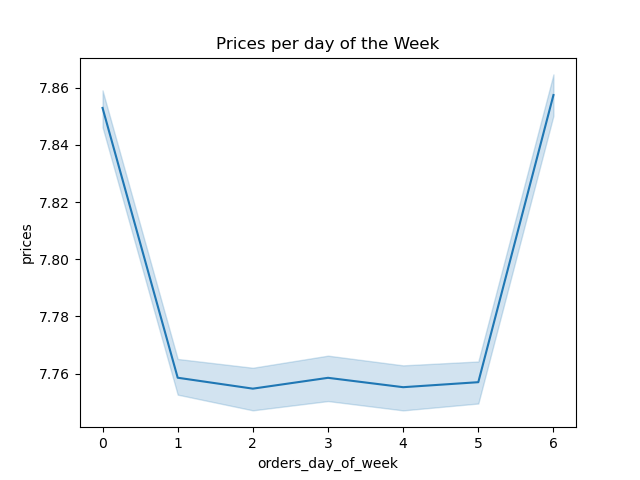 Prices per day of the Week
7.86
7.84
7.82
7.80
7.78
7.76
prices
0 1 2 3 4 5 6
orders_day_of_week